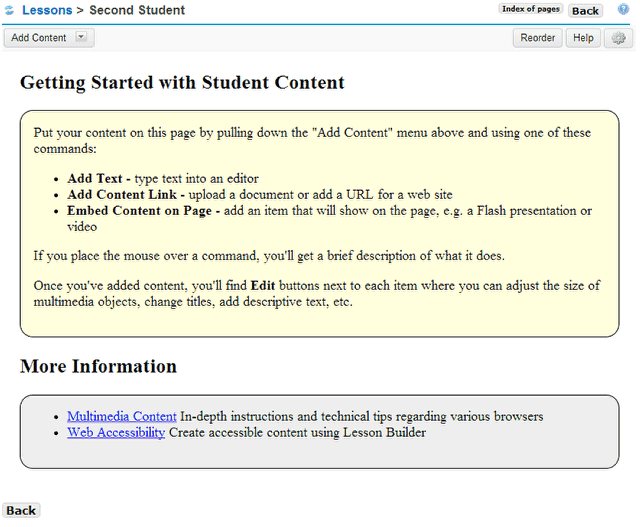 Lessons > Second Student
Index of pages
Back
?
Add Content
Reorder
Help
Getting Started with Student Content
Put your content on this page by pulling down the "Add Content" menu above and using one of these
commands:
• Add Text - type text into an editor
• Add Content Link - upload a document or add a URL for a web site
• Embed Content on Page - add an item that will show on the page, e.g. a Flash presentation or
video
If you place the mouse over a command, you'll get a brief description of what it does.
Once you've added content, you'll find Edit buttons next to each item where you can adjust the size of
multimedia objects, change titles, add descriptive text, etc.
More Information
• Multimedia Content In-depth instructions and technical tips regarding various browsers
• Web Accessibility Create accessible content using Lesson Builder
Back